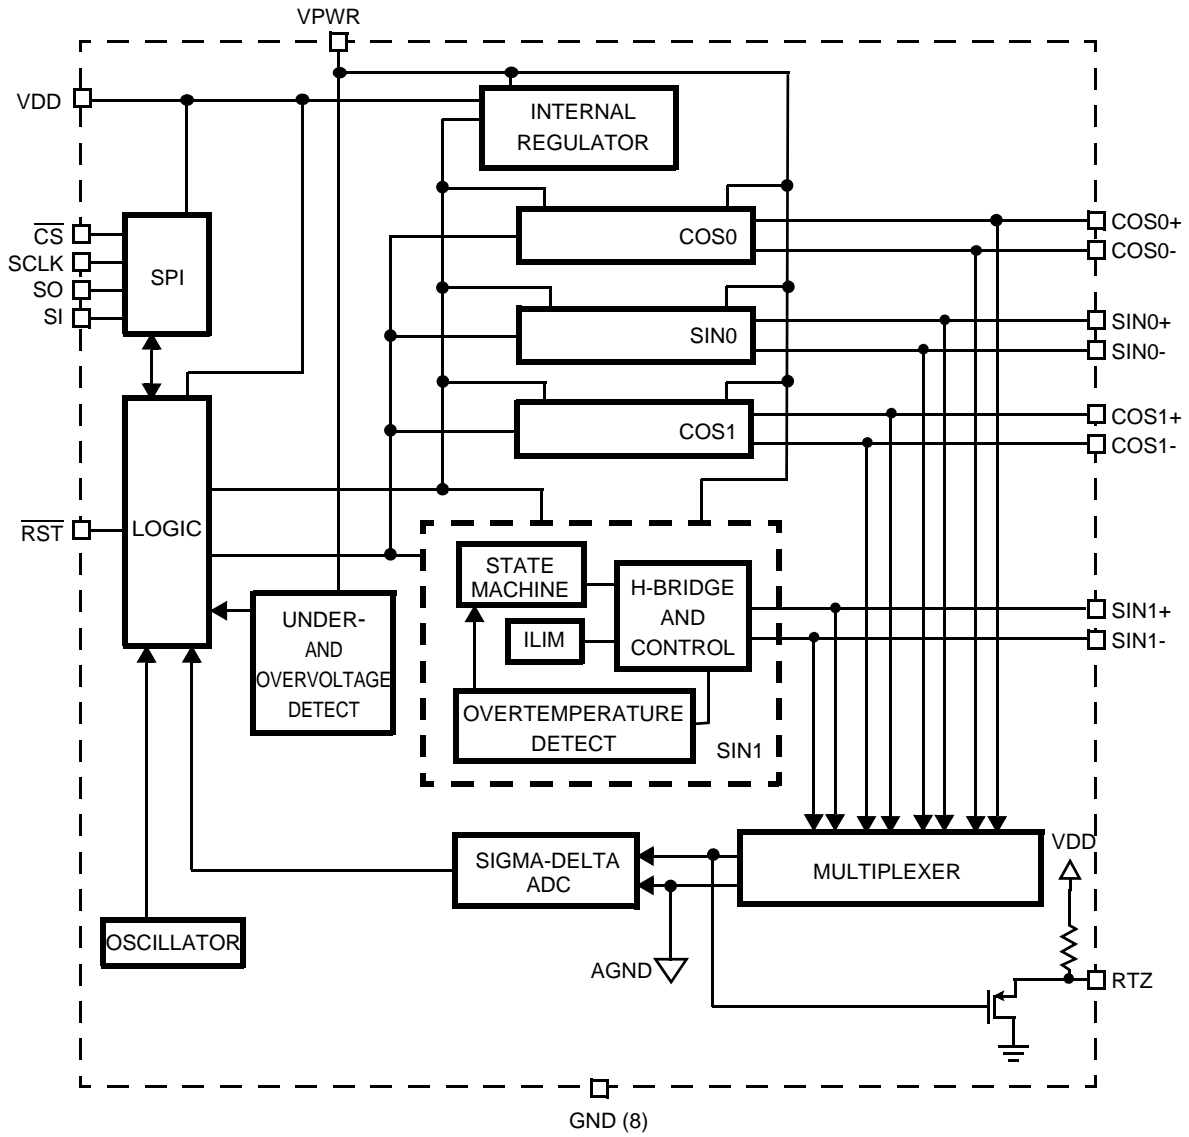 VPWR
VDD
INTERNAL
REGULATOR
CS
SCLK
SO
SI
SPI
COS0
COS0+
COS0-
SIN0
SIN0+
SIN0-
COS1
COS1+
COS1-
RST
LOGIC
STATE
MACHINE
H-BRIDGE
AND
CONTROL
ILIM
OVERTEMPERATURE
DETECT
SIN1
SIN1+
SIN1-
UNDER-
AND
OVERVOLTAGE
DETECT
SIGMA-DELTA
ADC
MULTIPLEXER
VDD
OSCILLATOR
AGND
RTZ
GND (8)